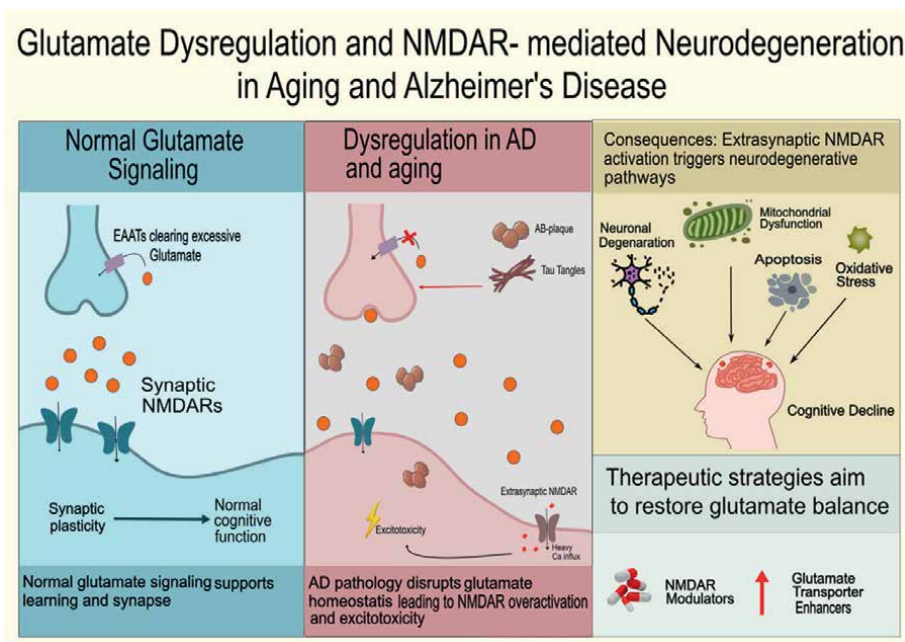 Glutamate Dysregulation and NMDAR- mediated Neurodegeneration
in Aging and Alzheimer's Disease
Normal Glutamate
Signaling
EAATs clearing excessive
Glutamate
Synaptic
NMDARs
Synaptic
plasticity
Normal
cognitive
function
Normal glutamate signaling supports
learning and synapse
Dysregulation in AD
and aging
AB-plaque
Tau Tangles
Extrasynaptic NMDAR
Excitotoxicity
Heavy
Ca influx
AD pathology disrupts glutamate
homeostatis leading to NMDAR overactivation
and excitotoxicity
Consequences: Extrasynaptic NMDAR
activation triggers neurodegenerative
pathways
Neuronal
Degenaration
Mitochondrial
Dysfunction
Apoptosis
Oxidative
Stress
Cognitive Decline
Therapeutic strategies aim
to restore glutamate balance
NMDAR
Modulators
Glutamate
Transporter
Enhancers